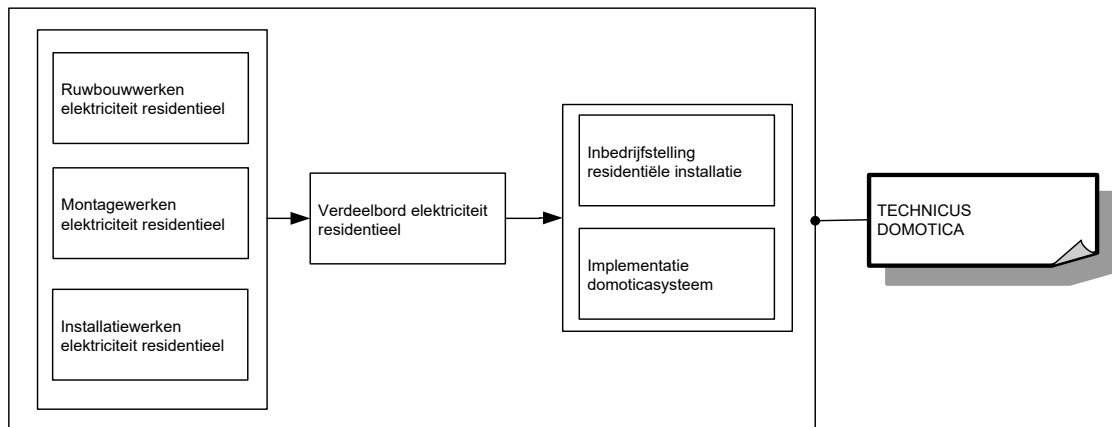 Ruwbouwwerken
elektriciteit residentieel
Montagewerken
elektriciteit residentieel
Installatiewerken
elektriciteit residentieel
Verdeelbord elektriciteit
residentieel
Inbedrijfstelling
residentiële installatie
Implementatie
domoticasysteem
TECHNICUS
DOMOTICA